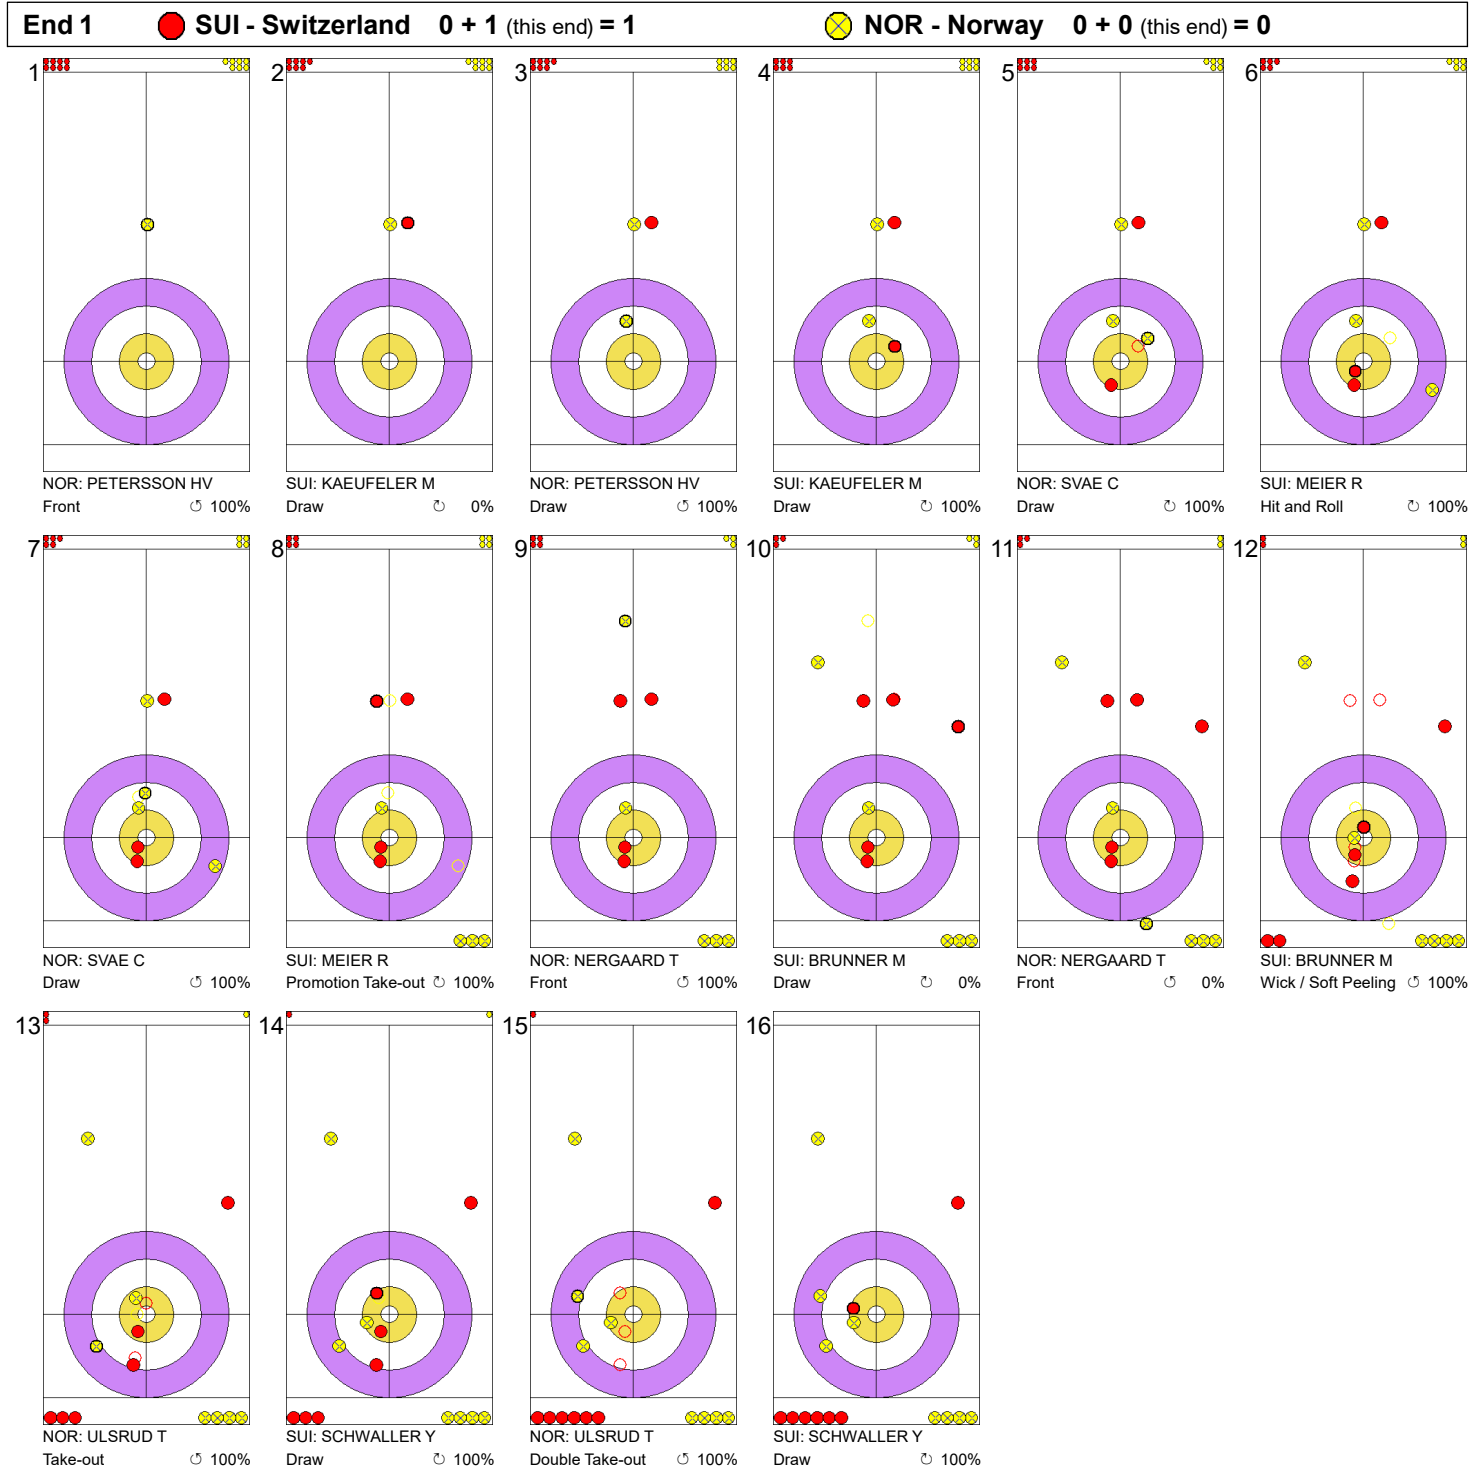 End 1 SUI - Switzerland 0 + 1 (this end) = 1 NOR - Norway 0 + 0 (this end) = 0
1 2 3 4 5 6
NOR: PETERSSON HV SUI: KAEUFELER M NOR: PETERSSON HV SUI: KAEUFELER M NOR: SVAE C SUI: MEIER R
Front ↺ 100% Draw ↻ 0% Draw ↺ 100% Draw ↻ 100% Draw ↺ 100% Hit and Roll ↻ 100%
7 8 9 10 11 12
NOR: SVAE C SUI: MEIER R NOR: NERGAARD T SUI: BRUNNER M NOR: NERGAARD T SUI: BRUNNER M
Draw ↺ 100% Promotion Take-out ↻ 100% Front ↺ 100% Draw ↻ 0% Front ↺ 0% Wick / Soft Peeling ↺ 100%
13 14 15 16
NOR: ULSRUD T SUI: SCHWALLER Y NOR: ULSRUD T SUI: SCHWALLER Y
Take-out ↺ 100% Draw ↺ 100% Double Take-out ↺ 100% Draw ↺ 100%